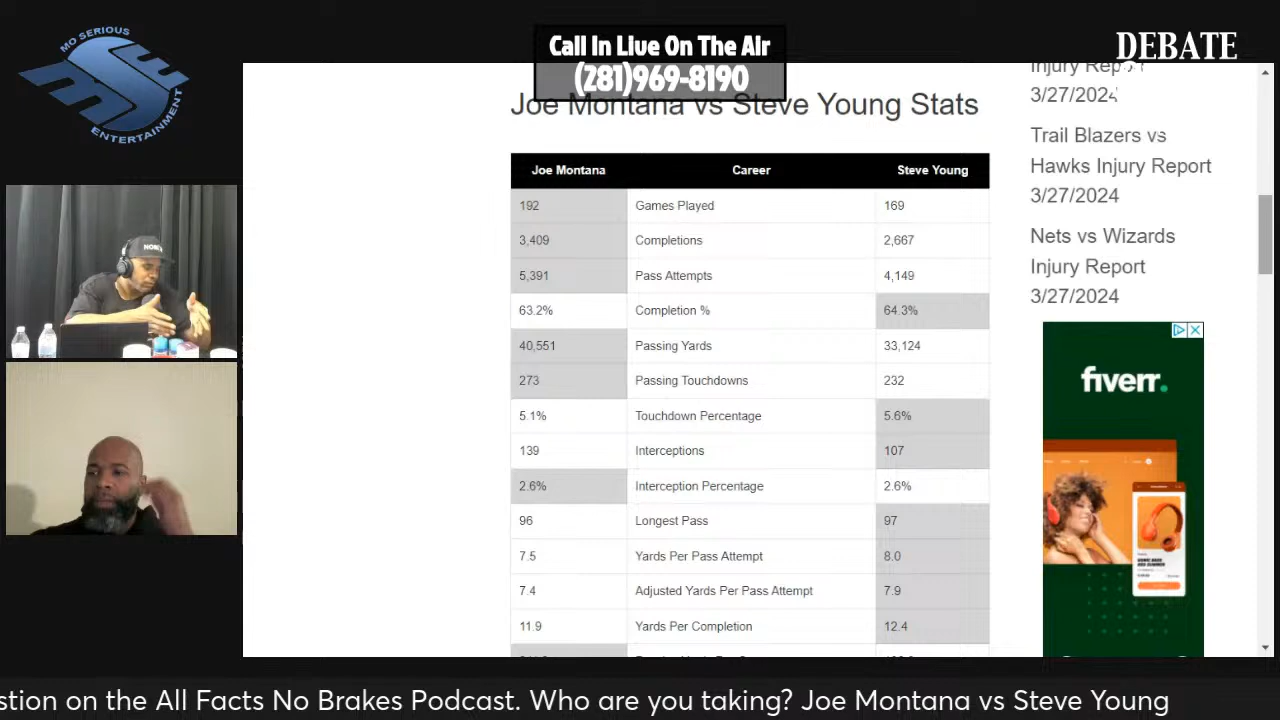 MO SERIOUS
ENTERTAINMENT
Call In Live On The Air
(281)969-8190
DEBATE
Joe Montana vs Steve Young Stats
Joe Montana Career Steve Young
192 Games Played 169
3,409 Completions 2,667
5,391 Pass Attempts 4,149
63.2% Completion % 64.3%
40,551 Passing Yards 33,124
273 Passing Touchdowns 232
5.1% Touchdown Percentage 5.6%
139 Interceptions 107
2.6% Interception Percentage 2.6%
96 Longest Pass 97
7.5 Yards Per Pass Attempt 8.0
7.4 Adjusted Yards Per Pass Attempt 7.9
11.9 Yards Per Completion 12.4
Injury
3/27/2024
Trail Blazers vs
Hawks Injury Report
3/27/2024
Nets vs Wizards
Injury Report
3/27/2024
fiverr.
stion on the All Facts No Brakes Podcast. Who are you taking? Joe Montana vs Steve Young